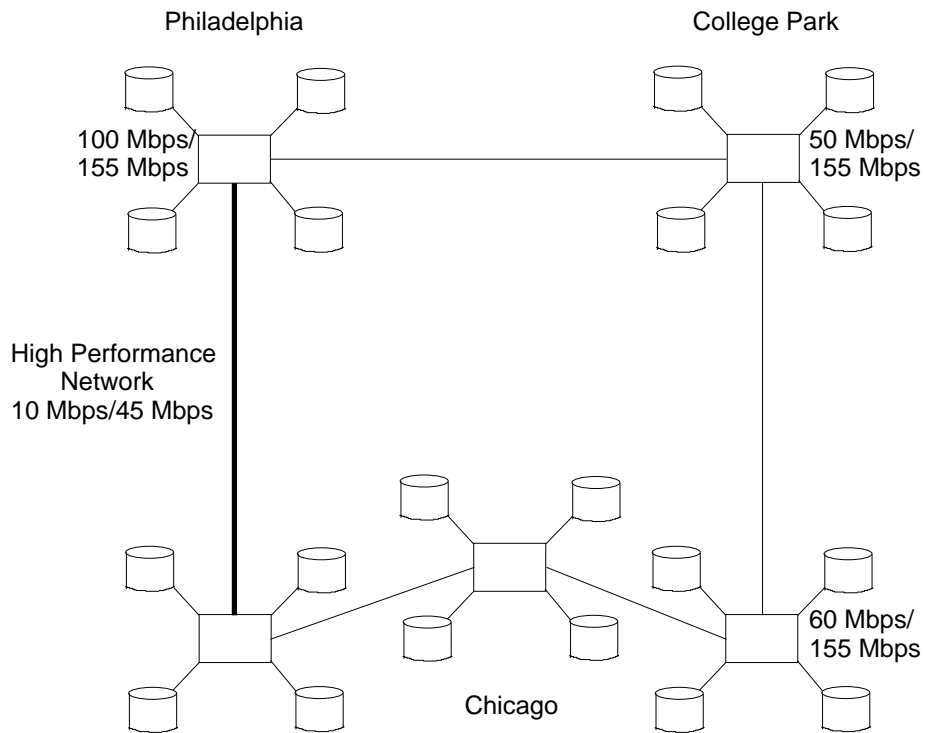 Philadelphia
College Park
100 Mbps/
155 Mbps
50 Mbps/
155 Mbps
High Performance
Network
10 Mbps/45 Mbps
60 Mbps/
155 Mbps
Chicago